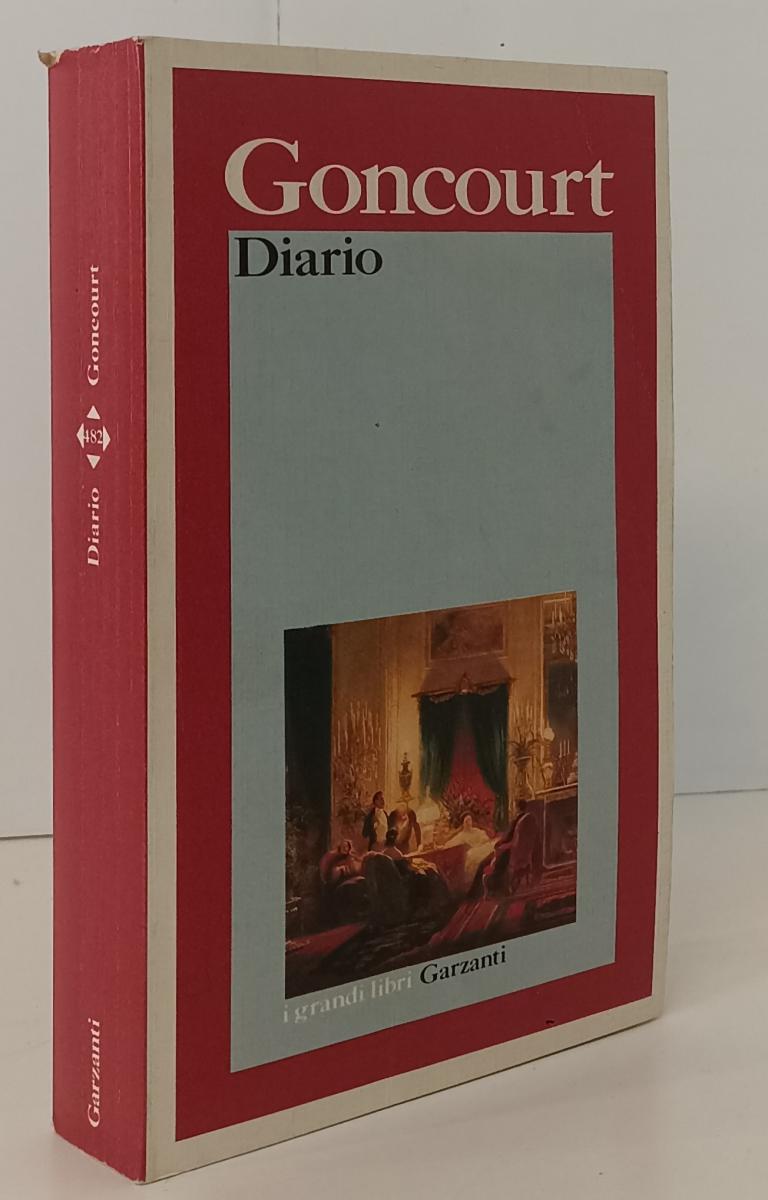 Goncourt
Diario
i grandi libri Garzanti
Goncourt
482
Diario
Garzanti